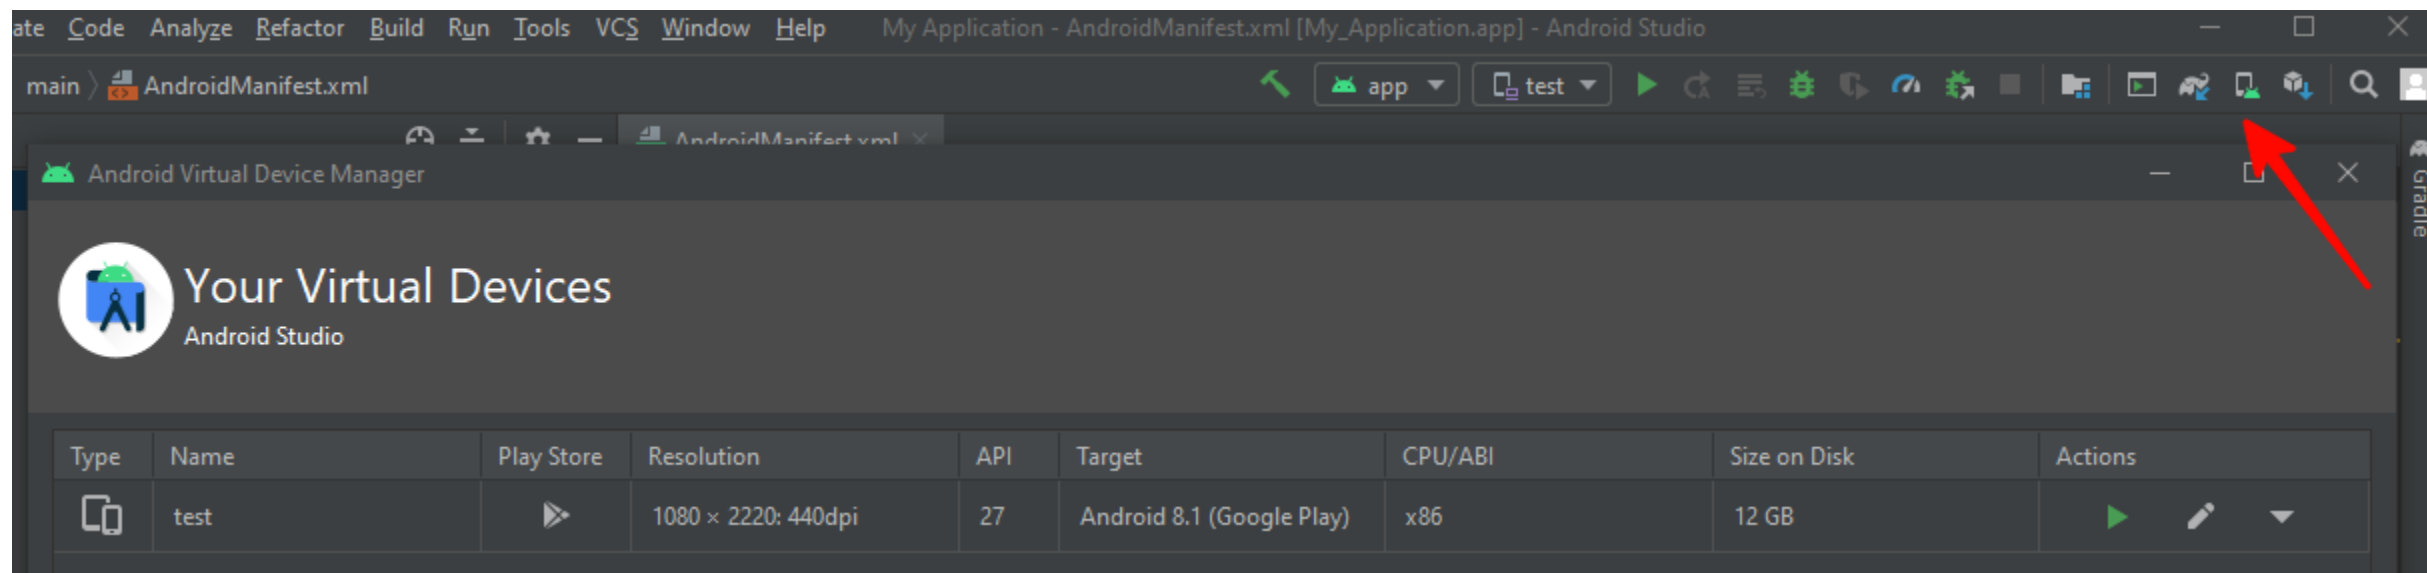 ate Code Analyze Refactor Build Run Tools VCS Window Help My Application - AndroidManifest.xml [My_Application.app] - Android Studio
main AndroidManifest.xml app test
AndroidManifest.xml
Android Virtual Device Manager
Gradle
Your Virtual Devices
Android Studio
Type Name Play Store Resolution API Target CPU/ABI Size on Disk Actions
test 1080 × 2220: 440dpi 27 Android 8.1 (Google Play) x86 12 GB